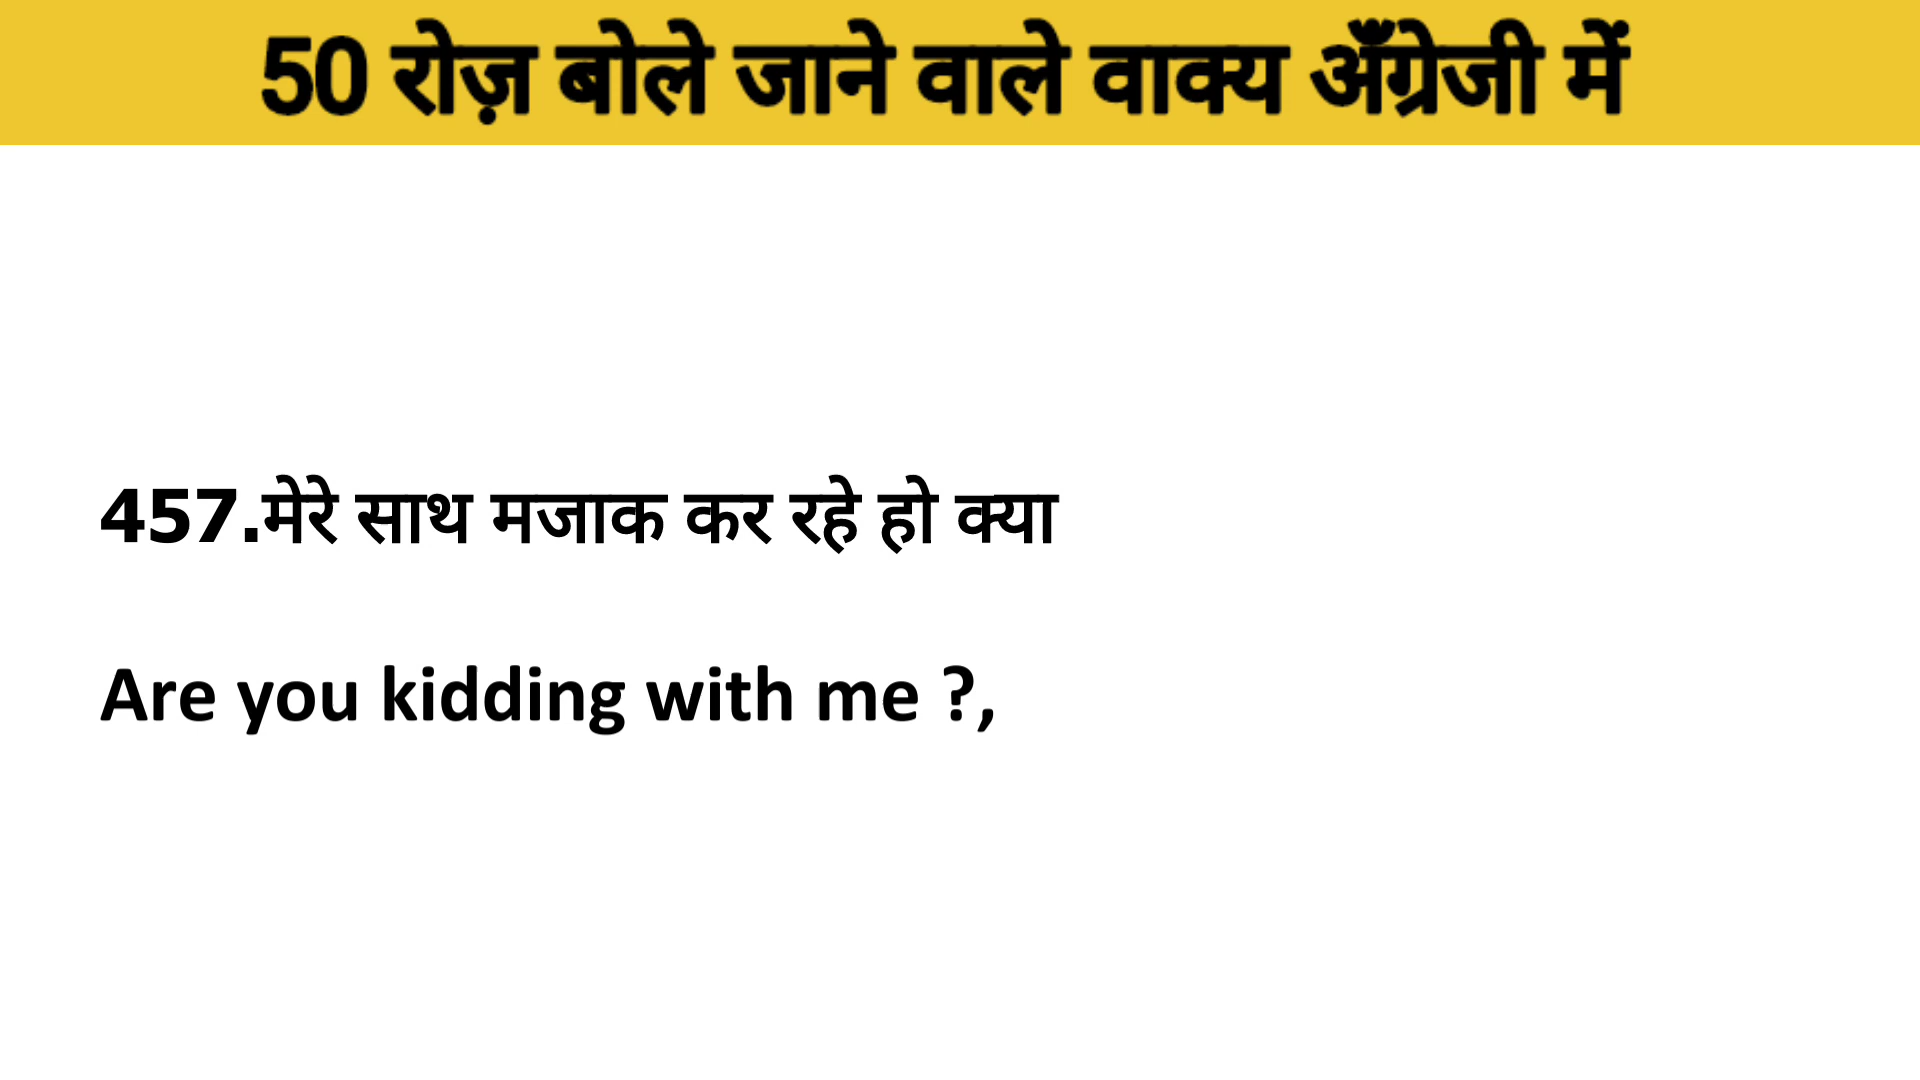 50 रोज़ बोले जाने वाले वाक्य अँग्रेजी में
457.मेरे साथ मजाक कर रहे हो क्या
Are you kidding with me ?,